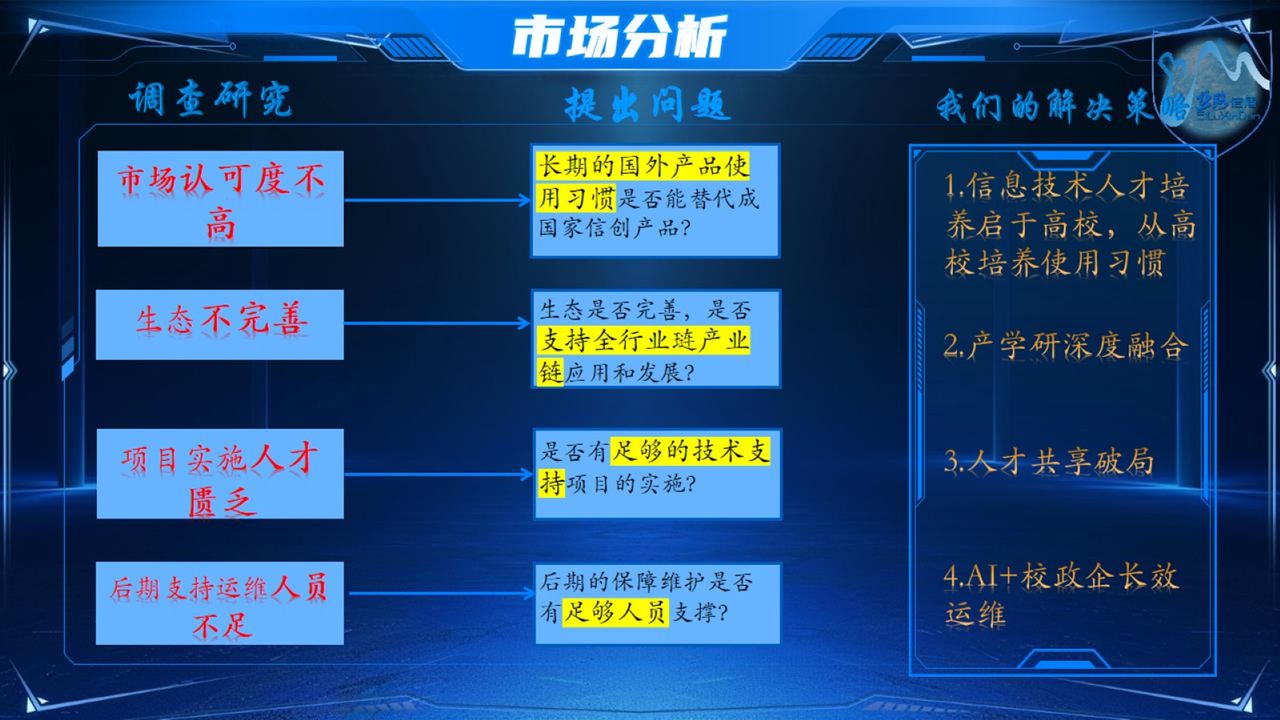 市场分析
调查研究
提出问题
我们的解决策略
市场认可度不
高
长期的国外产品使
用习惯是否能替代成
国家信创产品?
生态不完善
生态是否完善，是否
支持全行业琏产业
链应用和发展?
项目实施人才
匮乏
是否有足够的技术支
持项目的实施?
后期支持运维人员
不足
后期的保障维护是否
有足够人员支撑?
1.信息技术人才培
养启于高校，从高
校培养使用习惯
2.产学研深度融合
3.人才共享破局
4.AI+校政企长效
运维